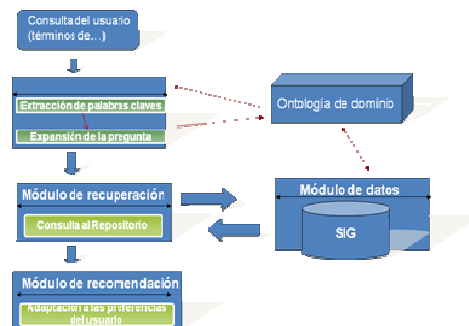 Consulta del usuario
(términos de...)
Extracción de palabras claves
Expansión de la pregunta
Ontología de dominio
Módulo de recuperación
Consulta al Repositorio
Módulo de datos
SIG
Módulo de recomendación
Adaptación a las preferencias
del usuario